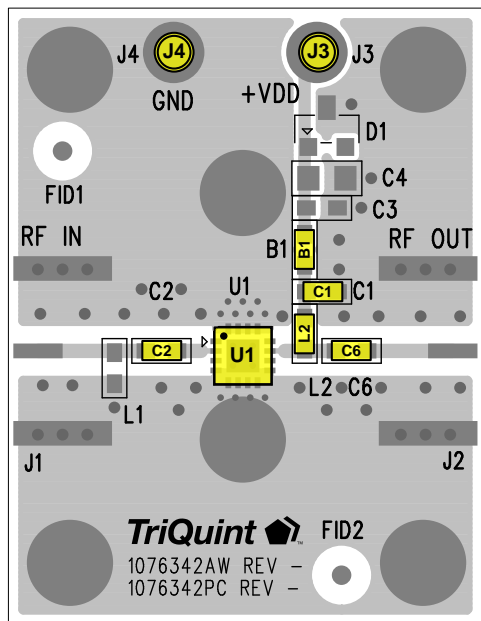 J4 J4 J3 J3
GND +VDD
D1
FID1
C4
C3
RF IN B1 B1 RF OUT
C2 U1 C1 C1
L2
C2 U1 C6
L1 L2 C6
J1 J2
TriQuint FID2
1076342AW REV -
1076342PC REV -